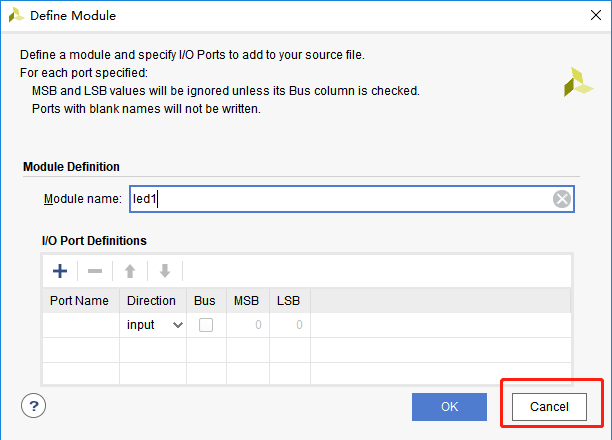 Define Module
Define a module and specify I/O Ports to add to your source file.
For each port specified:
MSB and LSB values will be ignored unless its Bus column is checked.
Ports with blank names will not be written.
Module Definition
Module name: led1
I/O Port Definitions
Port Name Direction Bus MSB LSB
input 0 0
? OK Cancel